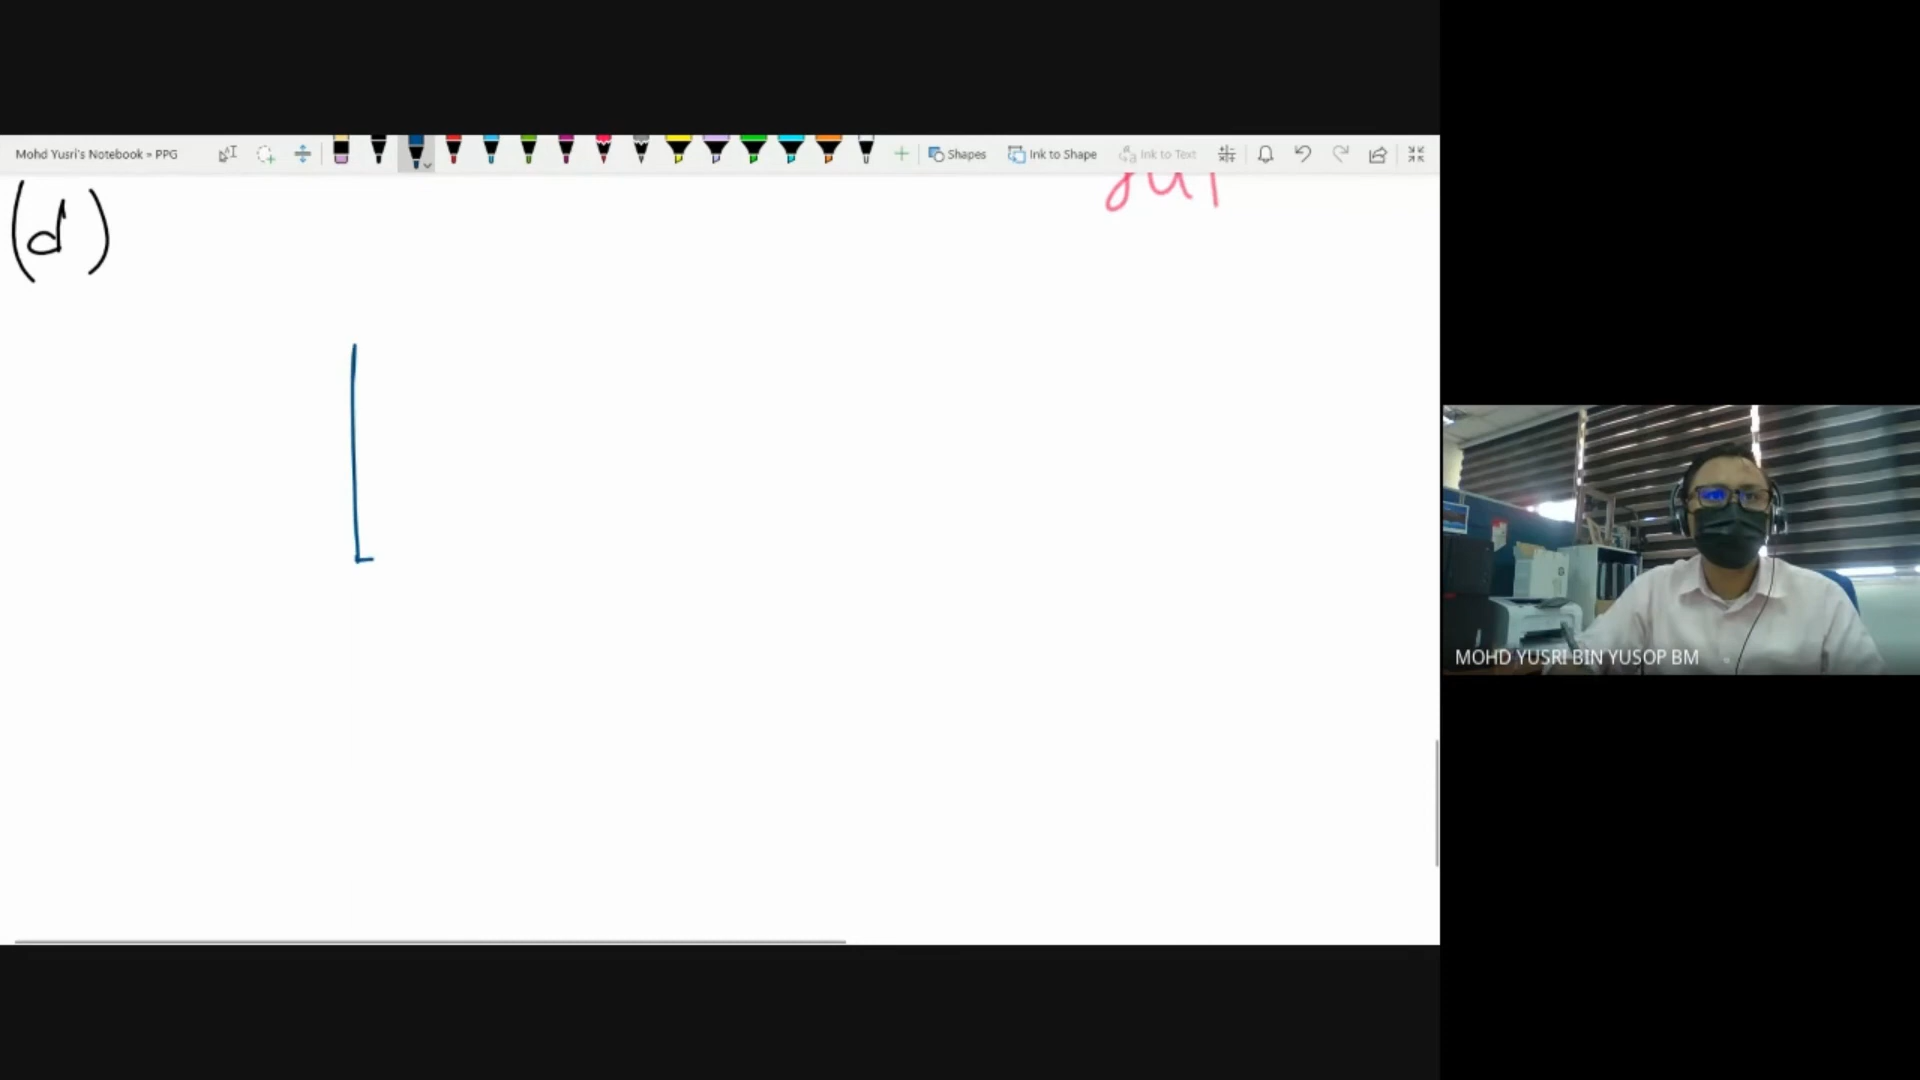 Mohd Yusri's Notebook » PPG
Shapes
Ink to Shape
Ink to Text
(d)
MOHD YUSRI BIN YUSOP BM